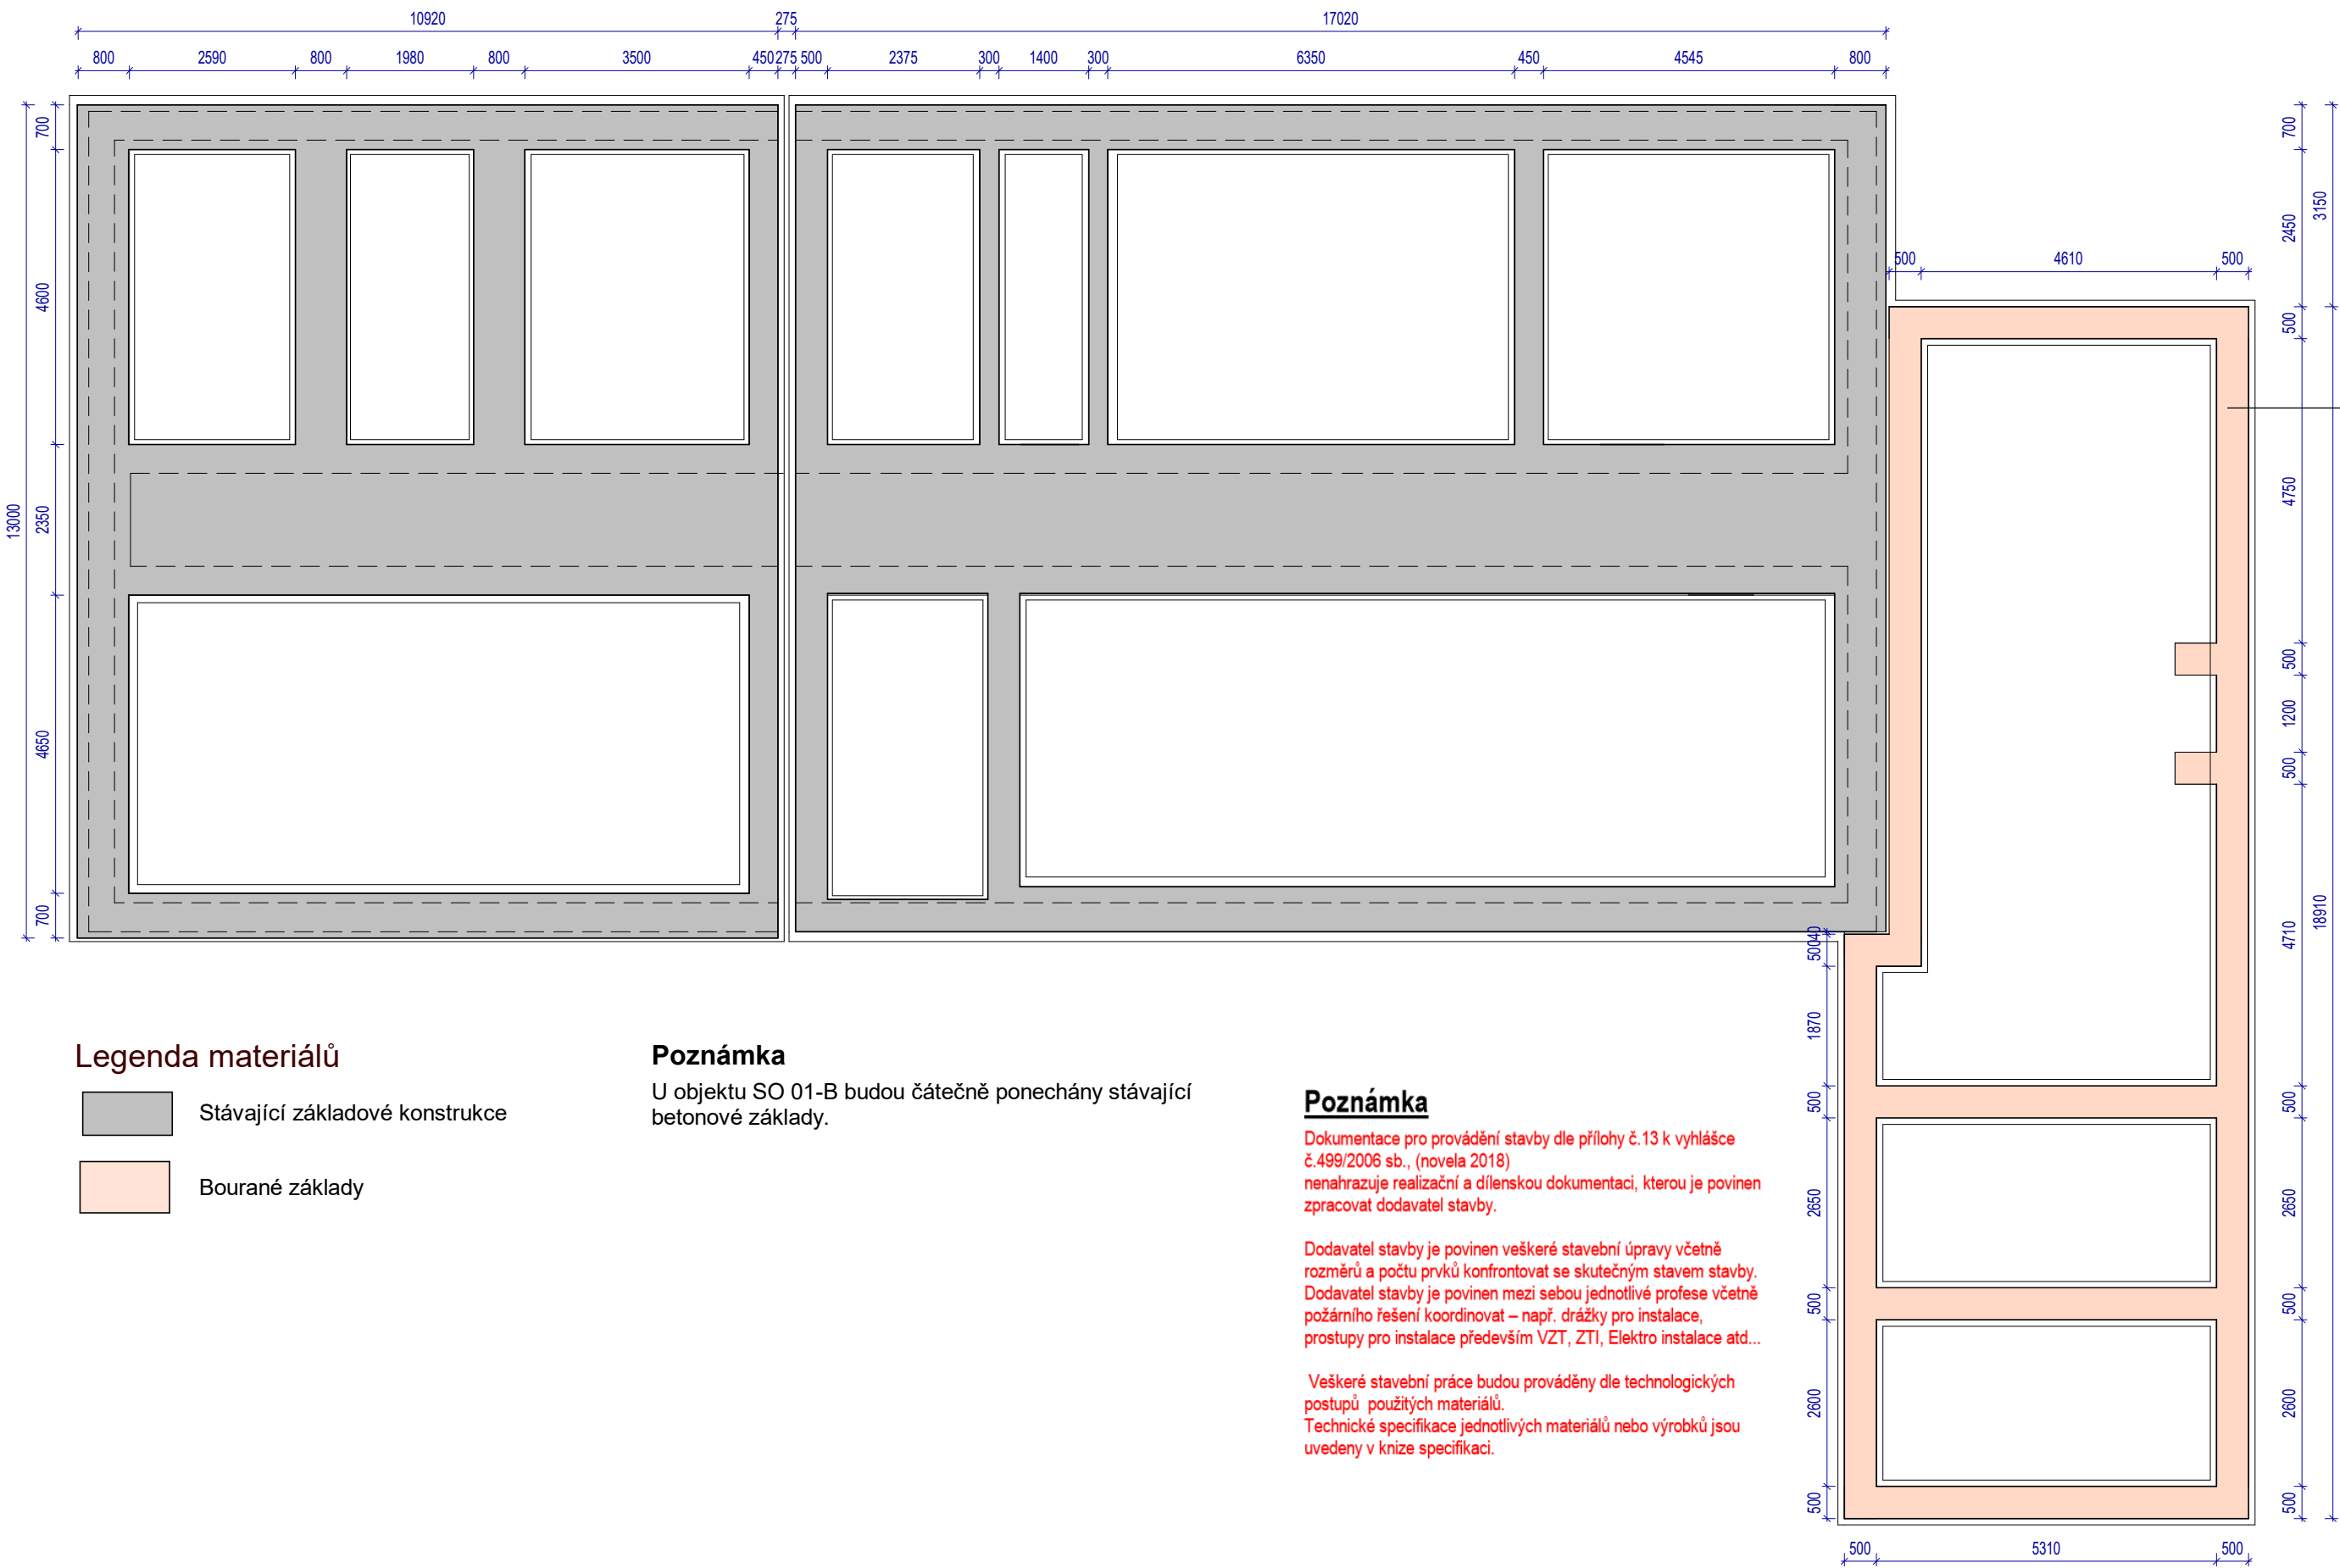 10920
275
17020
800
2590
800
1980
800
3500
450
275
500
2375
300
1400
300
6350
450
4545
800
700
4600
2350
4650
700
13000
500
4610
500
700
2450
500
4750
500
1200
500
4710
500
2650
500
2600
500
3150
18910
50040
1870
500
2650
500
2600
500
500
5310
500
Legenda materiálů
Stávající základové konstrukce
Bourané základy
Poznámka
U objektu SO 01-B budou čátečně ponechány stávající
betonové základy.
Poznámka
Dokumentace pro provádění stavby dle přílohy č.13 k vyhlášce
č.499/2006 sb., (novela 2018)
nenahrazuje realizační a dílenskou dokumentaci, kterou je povinen
zpracovat dodavatel stavby.
Dodavatel stavby je povinen veškeré stavební úpravy včetně
rozměrů a počtu prvků konfrontovat se skutečným stavem stavby.
Dodavatel stavby je povinen mezi sebou jednotlivé profese včetně
požárního řešení koordinovat – např. drážky pro instalace,
prostupy pro instalace především VZT, ZTI, Elektro instalace atd...
Veškeré stavební práce budou prováděny dle technologických
postupů použitých materiálů.
Technické specifikace jednotlivých materiálů nebo výrobků jsou
uvedeny v knize specifikaci.